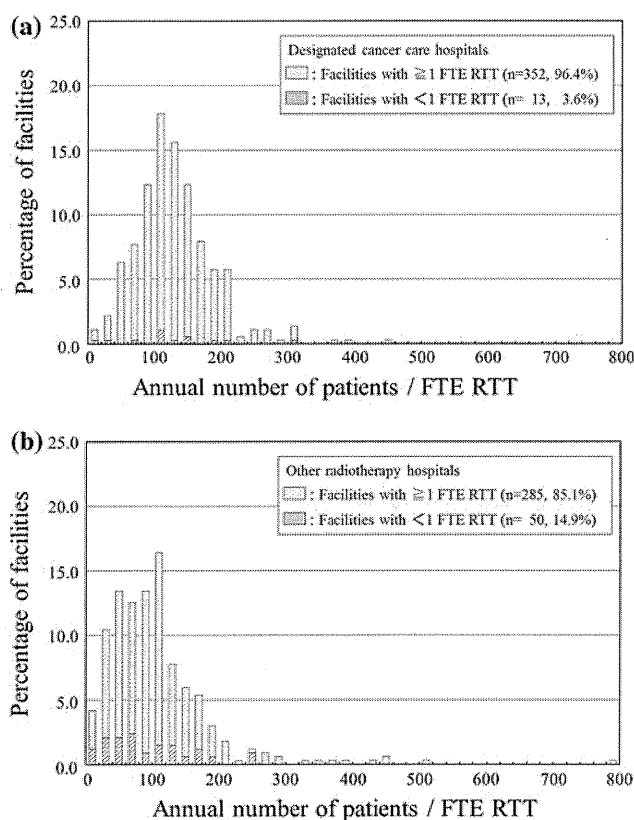 (a)
25.0
20.0
15.0
10.0
5.0
0.0
Percentage of facilities
Designated cancer care hospitals
: Facilities with ≧1 FTE RTT (n=352, 96.4%)
: Facilities with <1 FTE RTT (n= 13, 3.6%)
0 100 200 300 400 500 600 700 800
Annual number of patients / FTE RTT
(b)
25.0
20.0
15.0
10.0
5.0
0.0
Percentage of facilities
Other radiotherapy hospitals
: Facilities with ≧1 FTE RTT (n=285, 85.1%)
: Facilities with <1 FTE RTT (n= 50, 14.9%)
0 100 200 300 400 500 600 700 800
Annual number of patients / FTE RTT